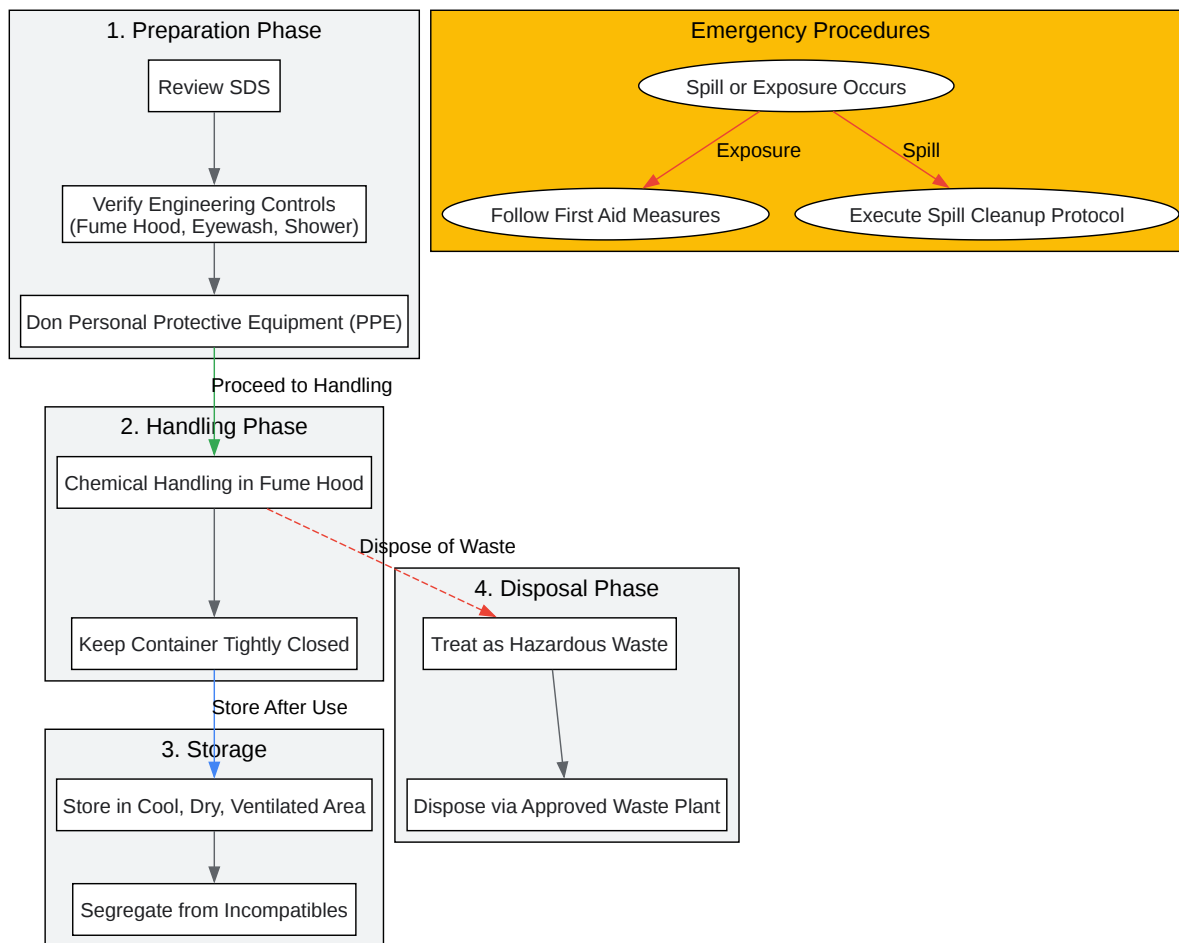 1. Preparation Phase
Review SDS
Verify Engineering Controls
(Fume Hood, Eyewash, Shower)
Don Personal Protective Equipment (PPE)
Proceed to Handling
2. Handling Phase
Chemical Handling in Fume Hood
Dispose of Waste
Keep Container Tightly Closed
Store After Use
3. Storage
Store in Cool, Dry, Ventilated Area
Segregate from Incompatibles
4. Disposal Phase
Treat as Hazardous Waste
Dispose via Approved Waste Plant
Emergency Procedures
Spill or Exposure Occurs
Exposure
Spill
Follow First Aid Measures
Execute Spill Cleanup Protocol